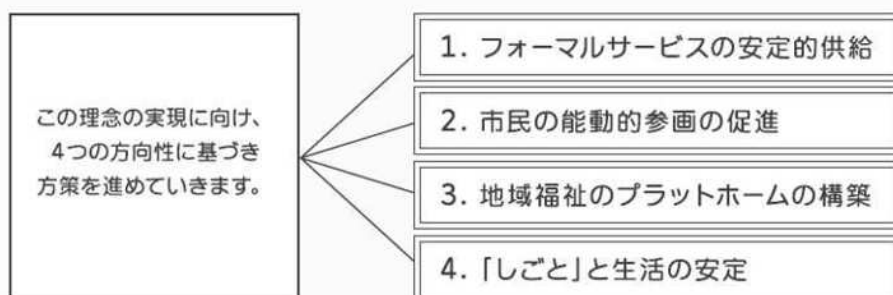 この理念の実現に向け、
4つの方向性に基づき
方策を進めていきます。
1. フォーマルサービスの安定的供給
2. 市民の能動的参画の促進
3. 地域福祉のプラットホームの構築
4. 「しごと」と生活の安定